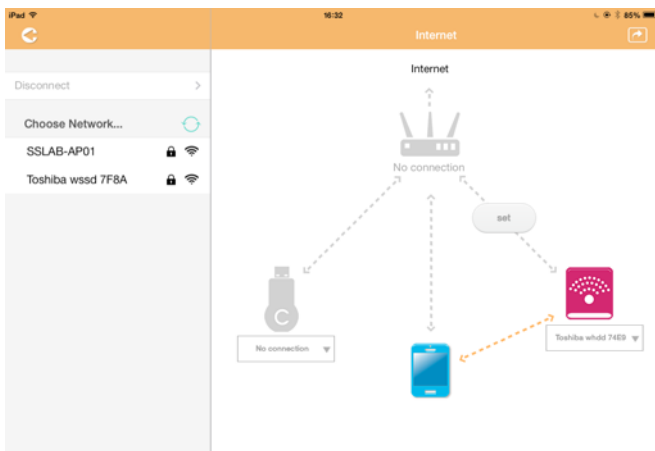 iPad
16:32
85%
Internet
Disconnect
Choose Network...
SSLAB-AP01
Toshiba wssd 7F8A
Internet
No connection
set
C
No connection
Toshiba whdd 74E9